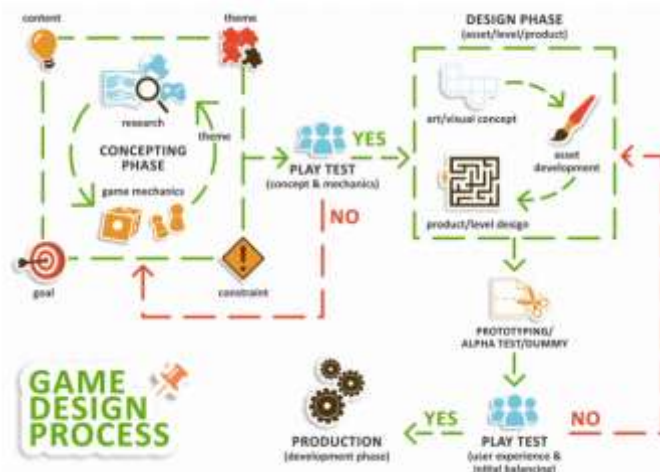 content
theme
research
theme
CONCEPTING
PHASE
game mechanics
goal
constraint
PLAY TEST
(concept & mechanics)
YES
NO
DESIGN PHASE
(asset/level/product)
art/visual concept
asset
development
product/level design
PROTOTYPING/
ALPHA TEST/DUMMY
PLAY TEST
(user experience &
initial balancing)
NO
YES
PRODUCTION
(development phase)
GAME
DESIGN
PROCESS